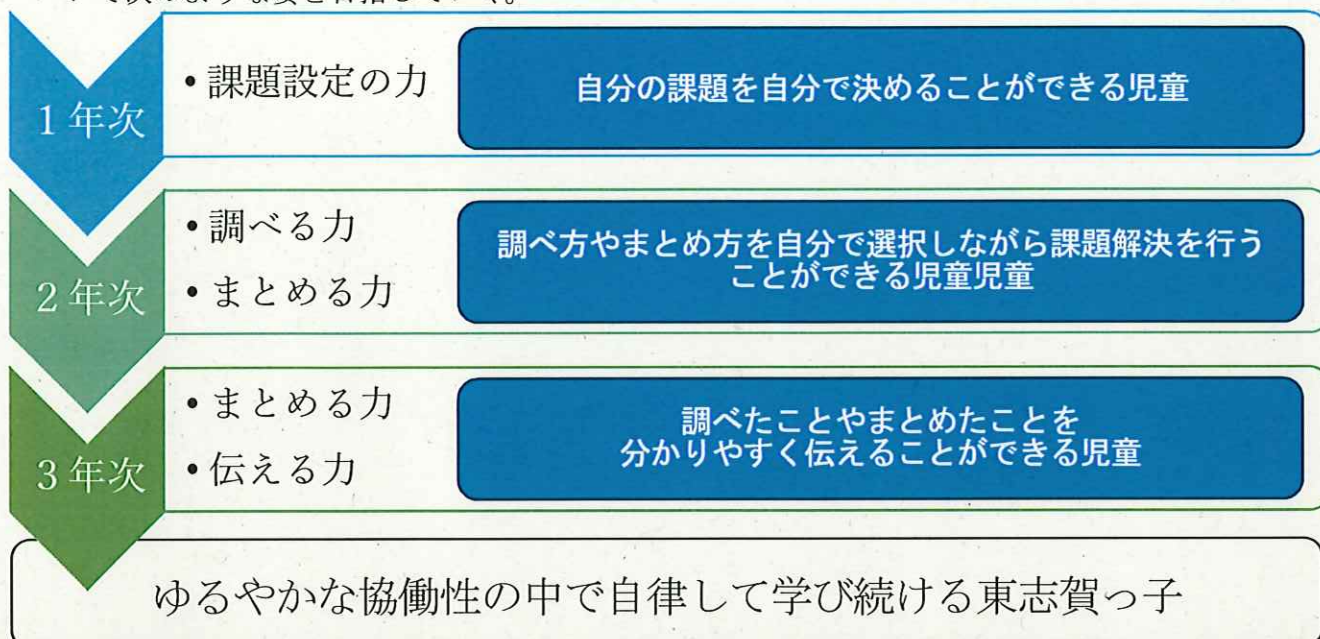 1年次
・課題設定の力
自分の課題を自分で決めることができる児童
2年次
・調べる力
・まとめる力
調べ方やまとめ方を自分で選択しながら課題解決を行う
ことができる児童児童
3年次
・まとめる力
・伝える力
調べたことやまとめたことを
分かりやすく伝えることができる児童
ゆるやかな協働性の中で自律して学び続ける東志賀っ子